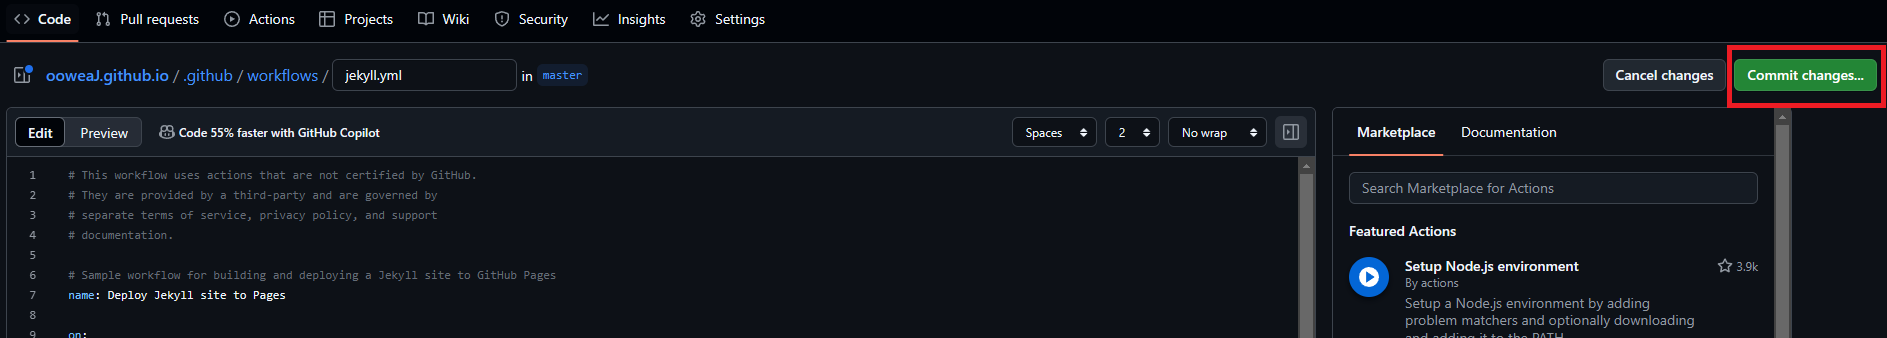 Code Pull requests Actions Projects Wiki Security Insights Settings
ooweaJ.github.io / .github / workflows / jekyll.yml in master Cancel changes Commit changes...
Edit Preview Code 55% faster with GitHub Copilot Spaces 2 No wrap
1 # This workflow uses actions that are not certified by GitHub.
2 # They are provided by a third-party and are governed by
3 # separate terms of service, privacy policy, and support
4 # documentation.
5
6 # Sample workflow for building and deploying a Jekyll site to GitHub Pages
7 name: Deploy Jekyll site to Pages
8
9 on:
Marketplace Documentation
Search Marketplace for Actions
Featured Actions
Setup Node.js environment 3.9k
By actions
Setup a Node.js environment by adding
problem matchers and optionally downloading
and adding it to the PATH